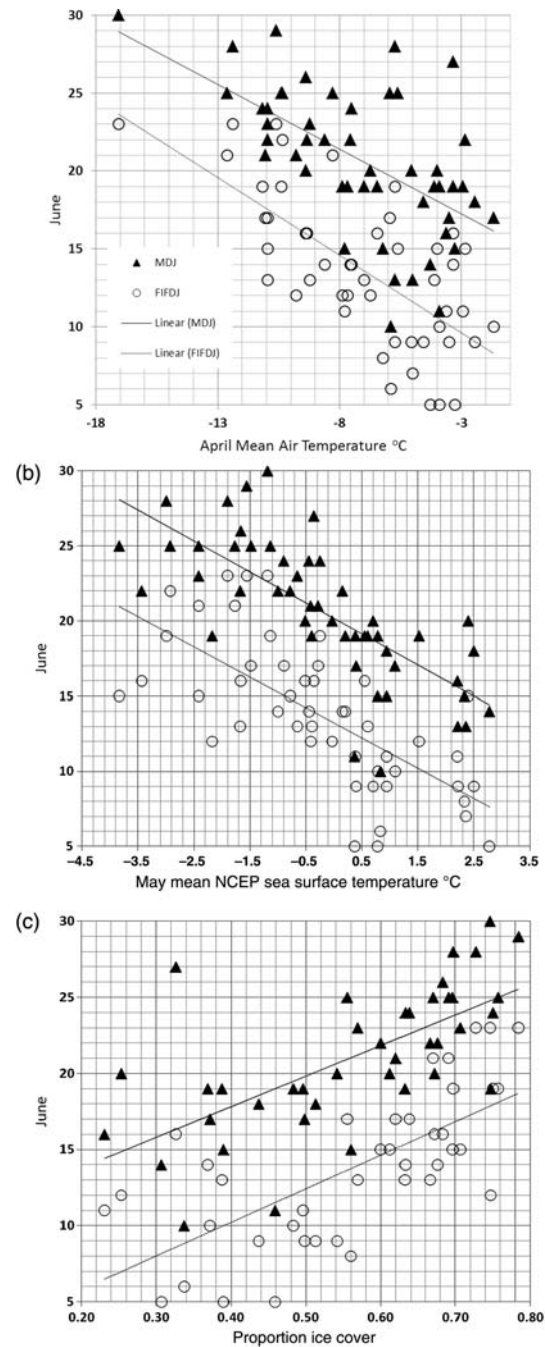 30
25
20
15
10
5
June
MDJ
FIFDJ
Linear (MDJ)
Linear (FIFDJ)
-18 -13 -8 -3
April Mean Air Temperature °C
(b)
30
25
20
15
10
5
June
–4.5 –3.5 –2.5 –1.5 –0.5 0.5 1.5 2.5 3.5
May mean NCEP sea surface temperature °C
(c)
30
25
20
15
10
5
June
0.20 0.30 0.40 0.50 0.60 0.70 0.80
Proportion ice cover